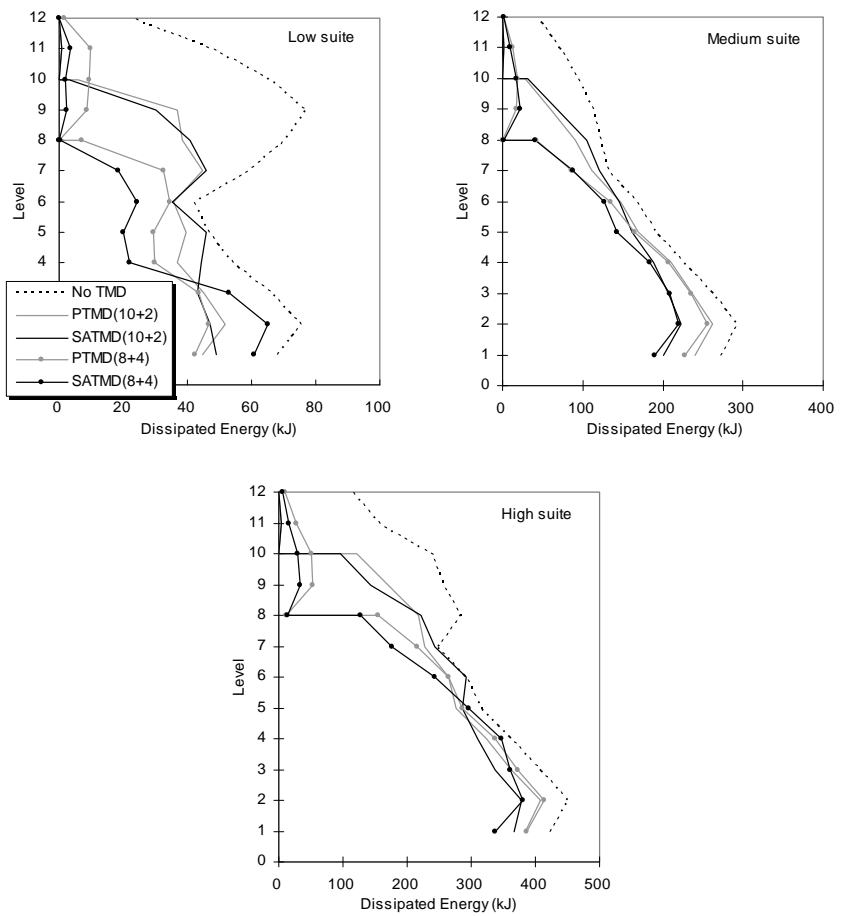 12
11
10
9
8
7
6
5
4
Level
Low suite
No TMD
PTMD(10+2)
SATMD(10+2)
PTMD(8+4)
SATMD(8+4)
0 20 40 60 80 100
Dissipated Energy (kJ)
12
11
10
9
8
7
6
5
4
3
2
1
0
Level
Medium suite
0 100 200 300 400
Dissipated Energy (kJ)
12
11
10
9
8
7
6
5
4
3
2
1
0
Level
High suite
0 100 200 300 400 500
Dissipated Energy (kJ)